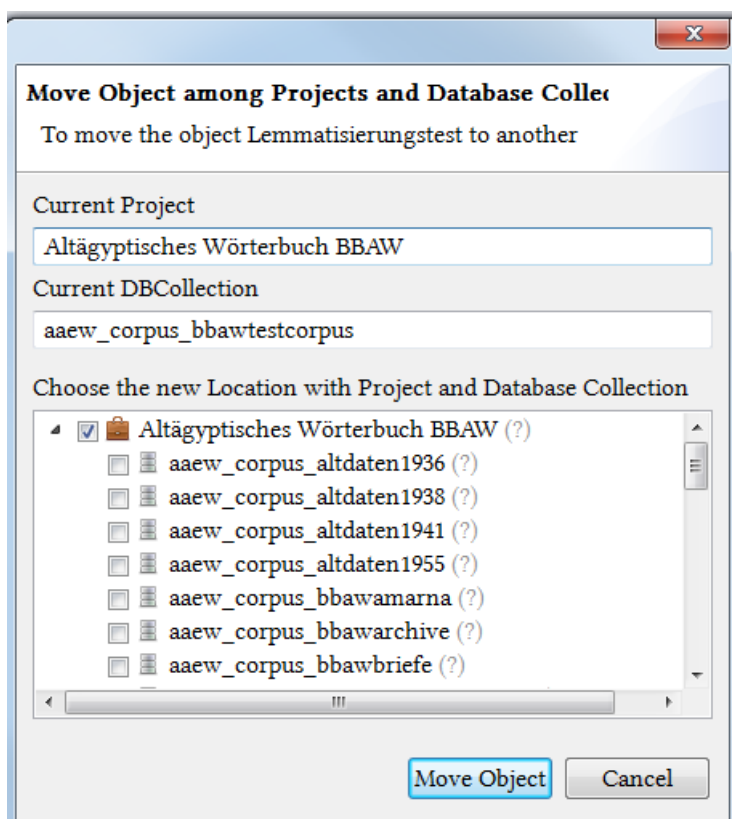 Move Object among Projects and Database Collec
To move the object Lemmatisierungstest to another
Current Project
Altägyptisches Wörterbuch BBAW
Current DBCollection
aaew_corpus_bbawtestcorpus
Choose the new Location with Project and Database Collection
Altägyptisches Wörterbuch BBAW (?)
aaew_corpus_altdaten1936 (?)
aaew_corpus_altdaten1938 (?)
aaew_corpus_altdaten1941 (?)
aaew_corpus_altdaten1955 (?)
aaew_corpus_bbawamarna (?)
aaew_corpus_bbawarchive (?)
aaew_corpus_bbawbriefe (?)
Move Object Cancel